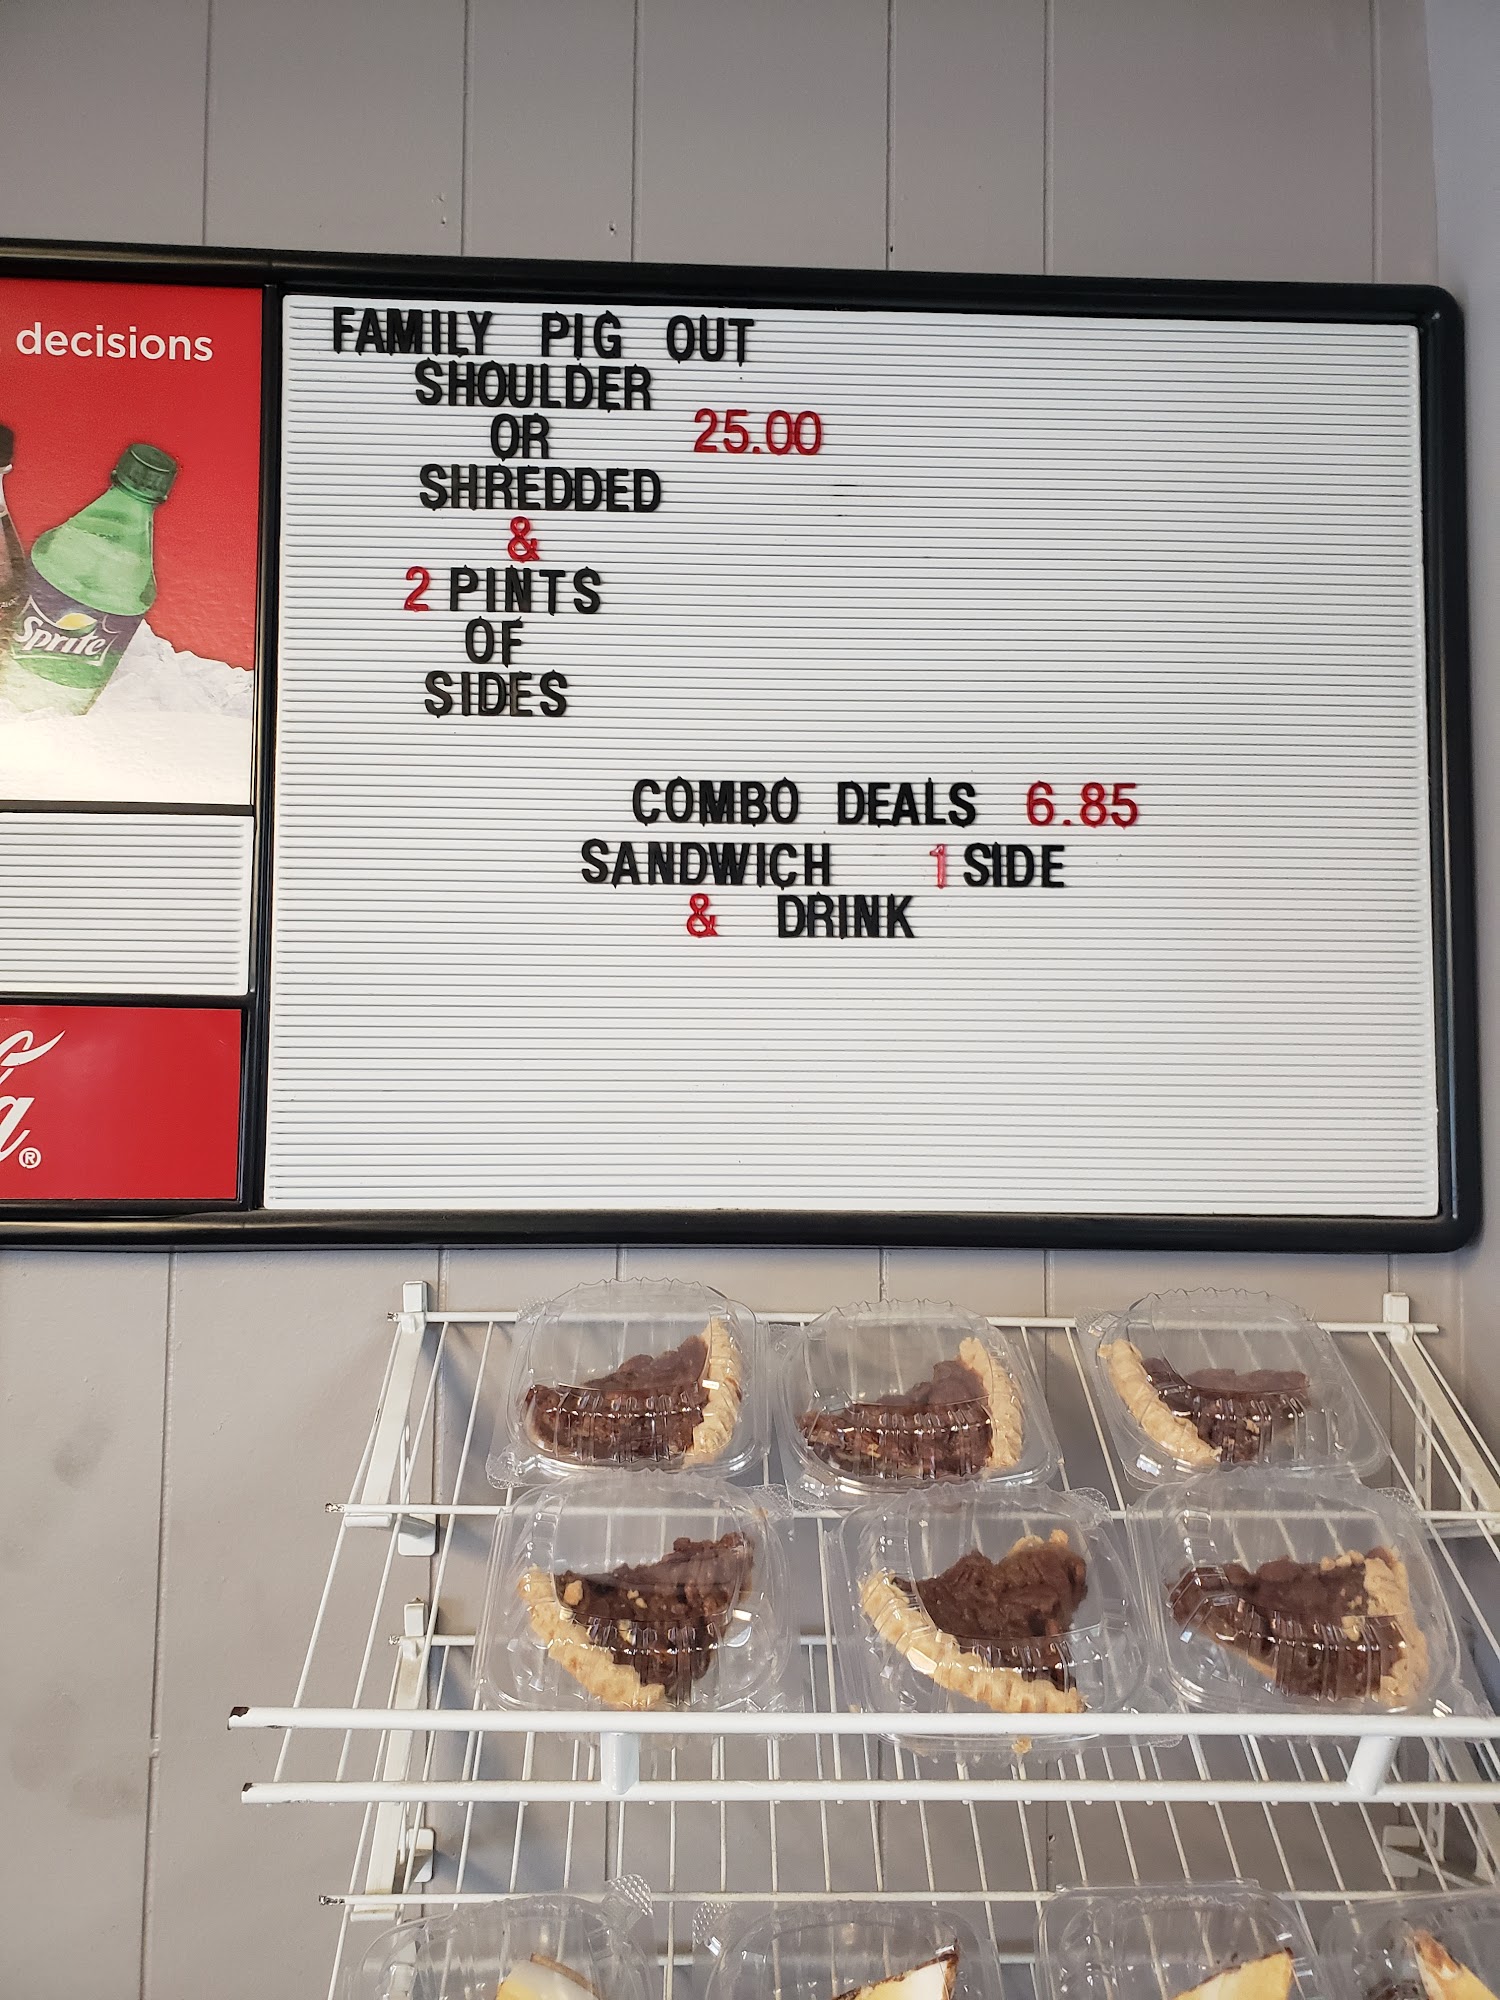 decisions
Sprite
a®
FAMILY PIG OUT
SHOULDER
OR 25.00
SHREDDED
&
2 PINTS
OF
SIDES
COMBO DEALS 6.85
SANDWICH 1 SIDE
& DRINK